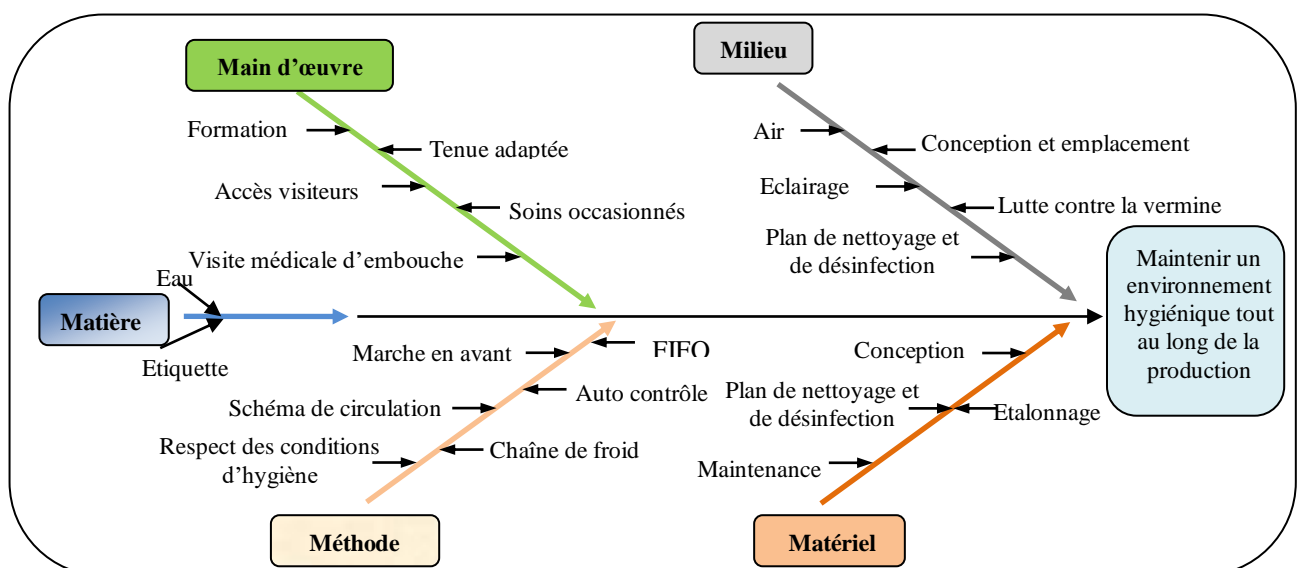 Main d'œuvre
Milieu
Formation
Tenue adaptée
Accès visiteurs
Soins occasionnés
Visite médicale d'embouche
Air
Conception et emplacement
Eclairage
Lutte contre la vermine
Plan de nettoyage et
de désinfection
Maintenir un
environnement
hygiénique tout
au long de la
production
Eau
Matière
Etiquette
Marche en avant
FIFO
Auto contrôle
Schéma de circulation
Respect des conditions
d'hygiène
Chaîne de froid
Conception
Plan de nettoyage et
de désinfection
Etalonnage
Maintenance
Méthode
Matériel